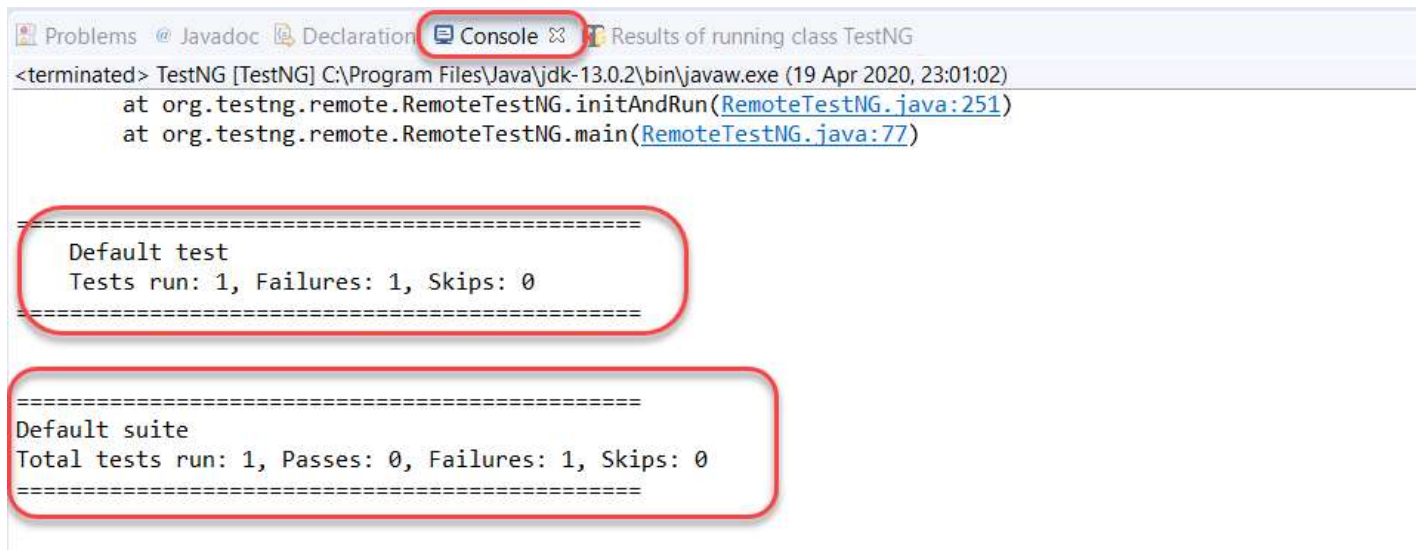 Problems @ Javadoc Declaration Console Results of running class TestNG
<terminated> TestNG [TestNG] C:\Program Files\Java\jdk-13.0.2\bin\javaw.exe (19 Apr 2020, 23:01:02)
at org.testng.remote.RemoteTestNG.initAndRun(RemoteTestNG.java:251)
at org.testng.remote.RemoteTestNG.main(RemoteTestNG.java:77)
===============================================
Default test
Tests run: 1, Failures: 1, Skips: 0
===============================================
===============================================
Default suite
Total tests run: 1, Passes: 0, Failures: 1, Skips: 0
===============================================